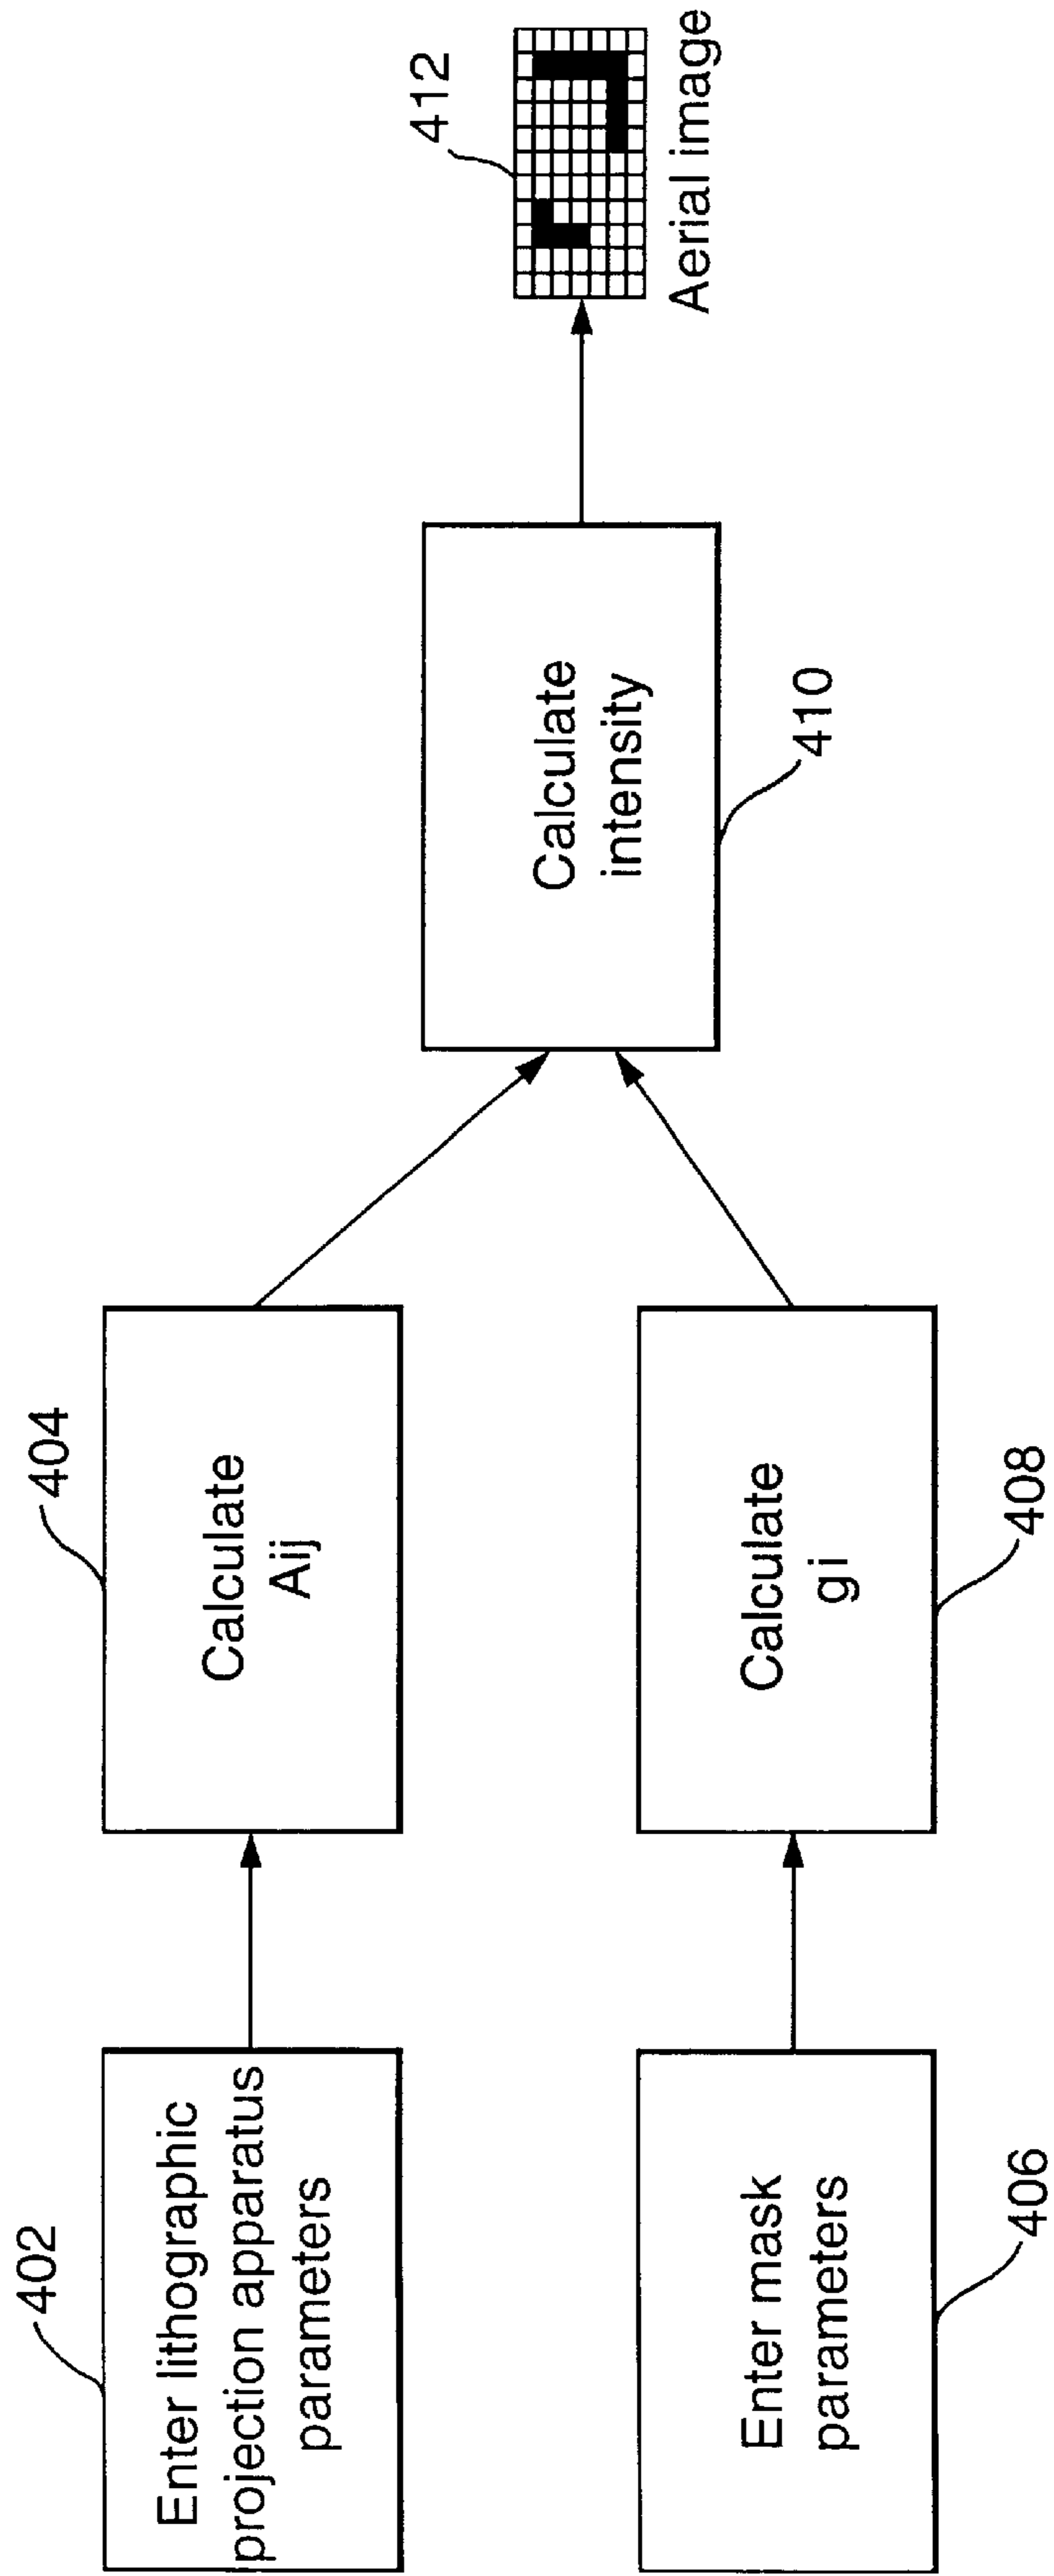 402
Enter lithographic
projection apparatus
parameters
404
Calculate
Aij
406
Enter mask
parameters
408
Calculate
gi
410
Calculate
intensity
412
Aerial image